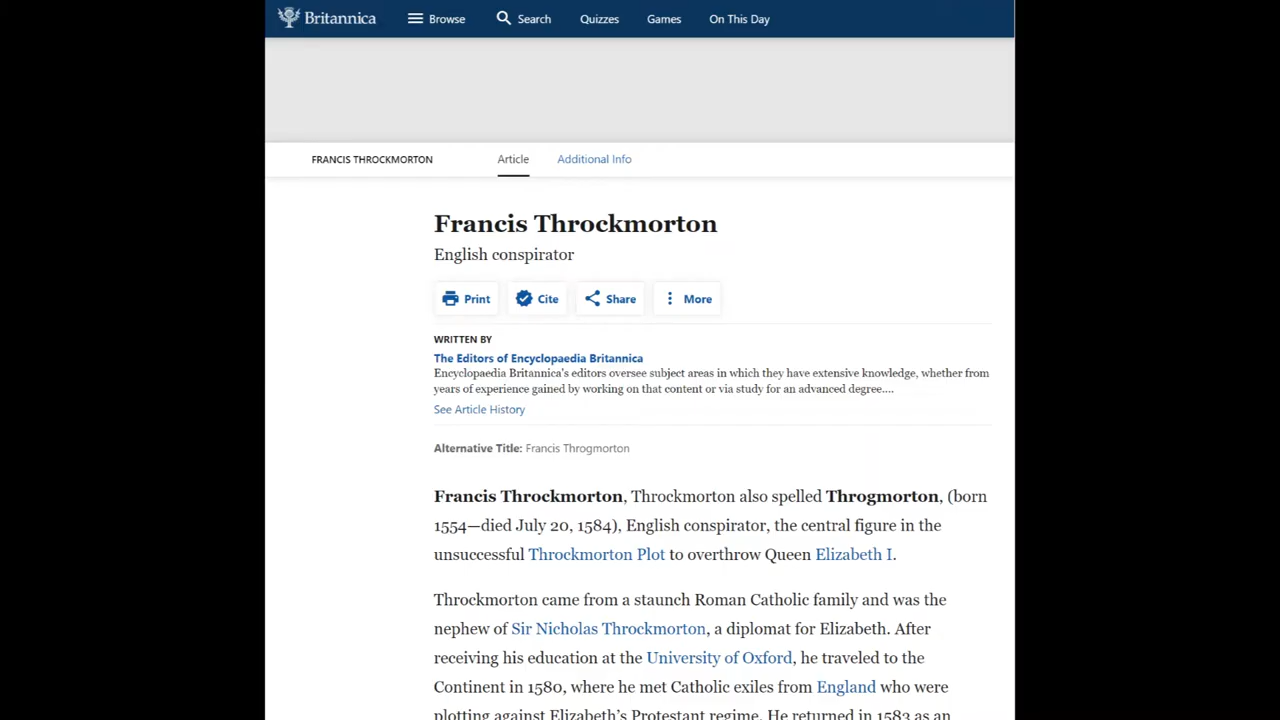 Britannica Browse Search Quizzes Games On This Day
FRANCIS THROCKMORTON Article Additional Info
Francis Throckmorton
English conspirator
Print Cite Share More
WRITTEN BY
The Editors of Encyclopaedia Britannica
Encyclopaedia Britannica's editors oversee subject areas in which they have extensive knowledge, whether from
years of experience gained by working on that content or via study for an advanced degree....
See Article History
Alternative Title: Francis Throgmorton
Francis Throckmorton, Throckmorton also spelled Throgmorton, (born
1554—died July 20, 1584), English conspirator, the central figure in the
unsuccessful Throckmorton Plot to overthrow Queen Elizabeth I.
Throckmorton came from a staunch Roman Catholic family and was the
nephew of Sir Nicholas Throckmorton, a diplomat for Elizabeth. After
receiving his education at the University of Oxford, he traveled to the
Continent in 1580, where he met Catholic exiles from England who were
plotting against Elizabeth's Protestant regime. He returned in 1583 as an